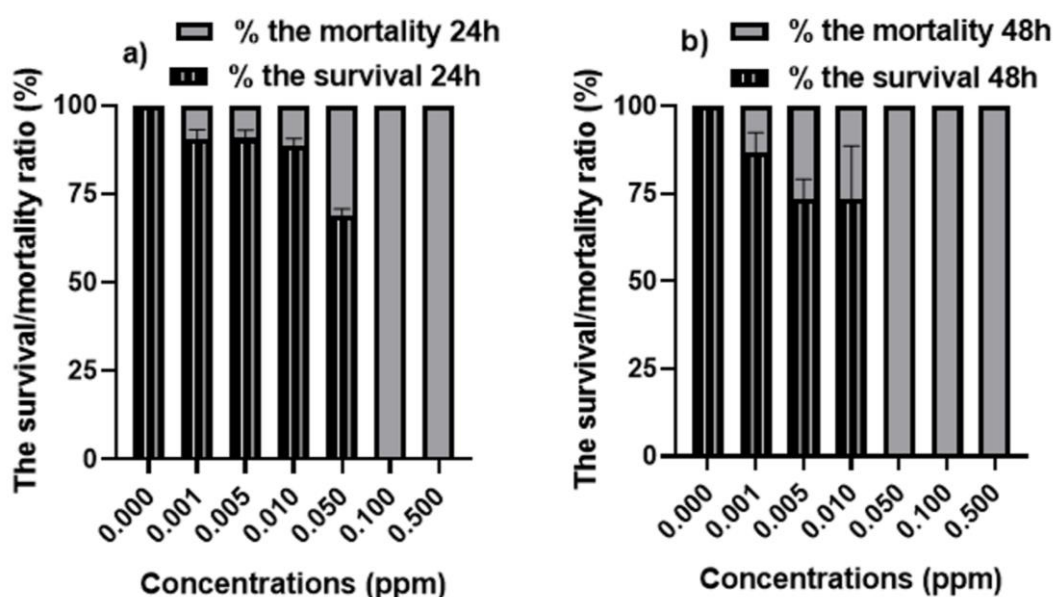 a)
% the mortality 24h
% the survival 24h
The survival/mortality ratio (%)
100
75
50
25
0
0.000
0.001
0.005
0.010
0.050
0.100
0.500
Concentrations (ppm)
b)
% the mortality 48h
% the survival 48h
The survival/mortality ratio (%)
100
75
50
25
0
0.000
0.001
0.005
0.010
0.050
0.100
0.500
Concentrations (ppm)